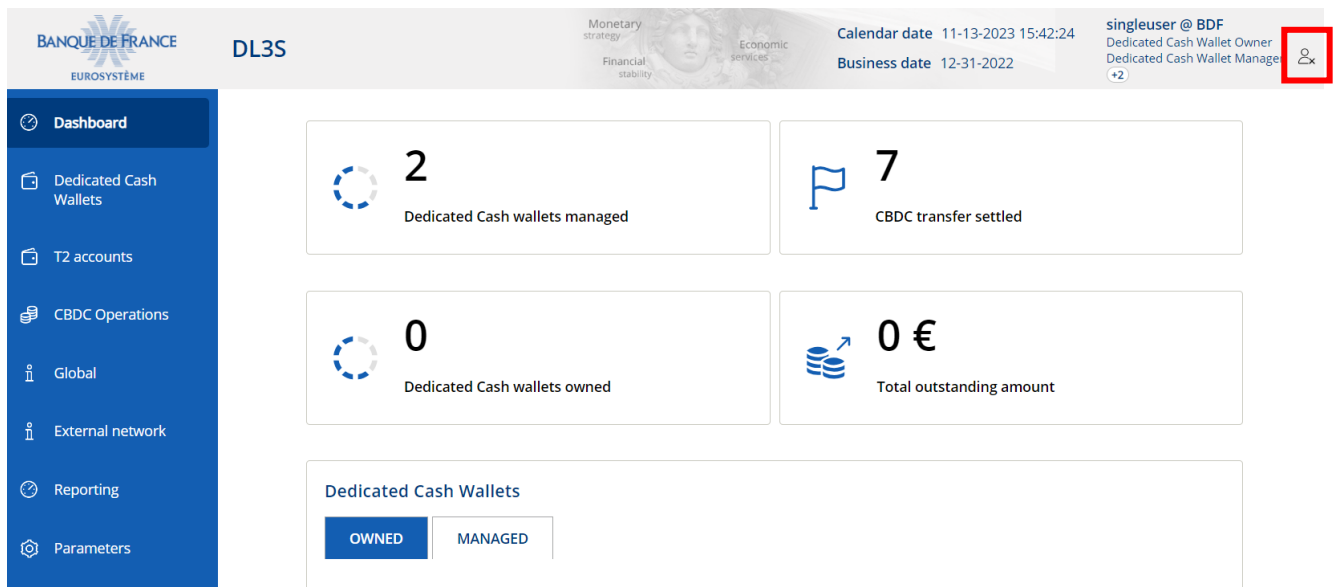 BANQUE DE FRANCE
EUROSYSTÈME
DL3S
Monetary
strategy
Economic
services
Financial
stability
Calendar date 11-13-2023 15:42:24
Business date 12-31-2022
singleuser @ BDF
Dedicated Cash Wallet Owner
Dedicated Cash Wallet Manage
+2
Dashboard
Dedicated Cash
Wallets
T2 accounts
CBDC Operations
Global
External network
Reporting
Parameters
2
Dedicated Cash wallets managed
7
CBDC transfer settled
0
Dedicated Cash wallets owned
0 €
Total outstanding amount
Dedicated Cash Wallets
OWNED
MANAGED